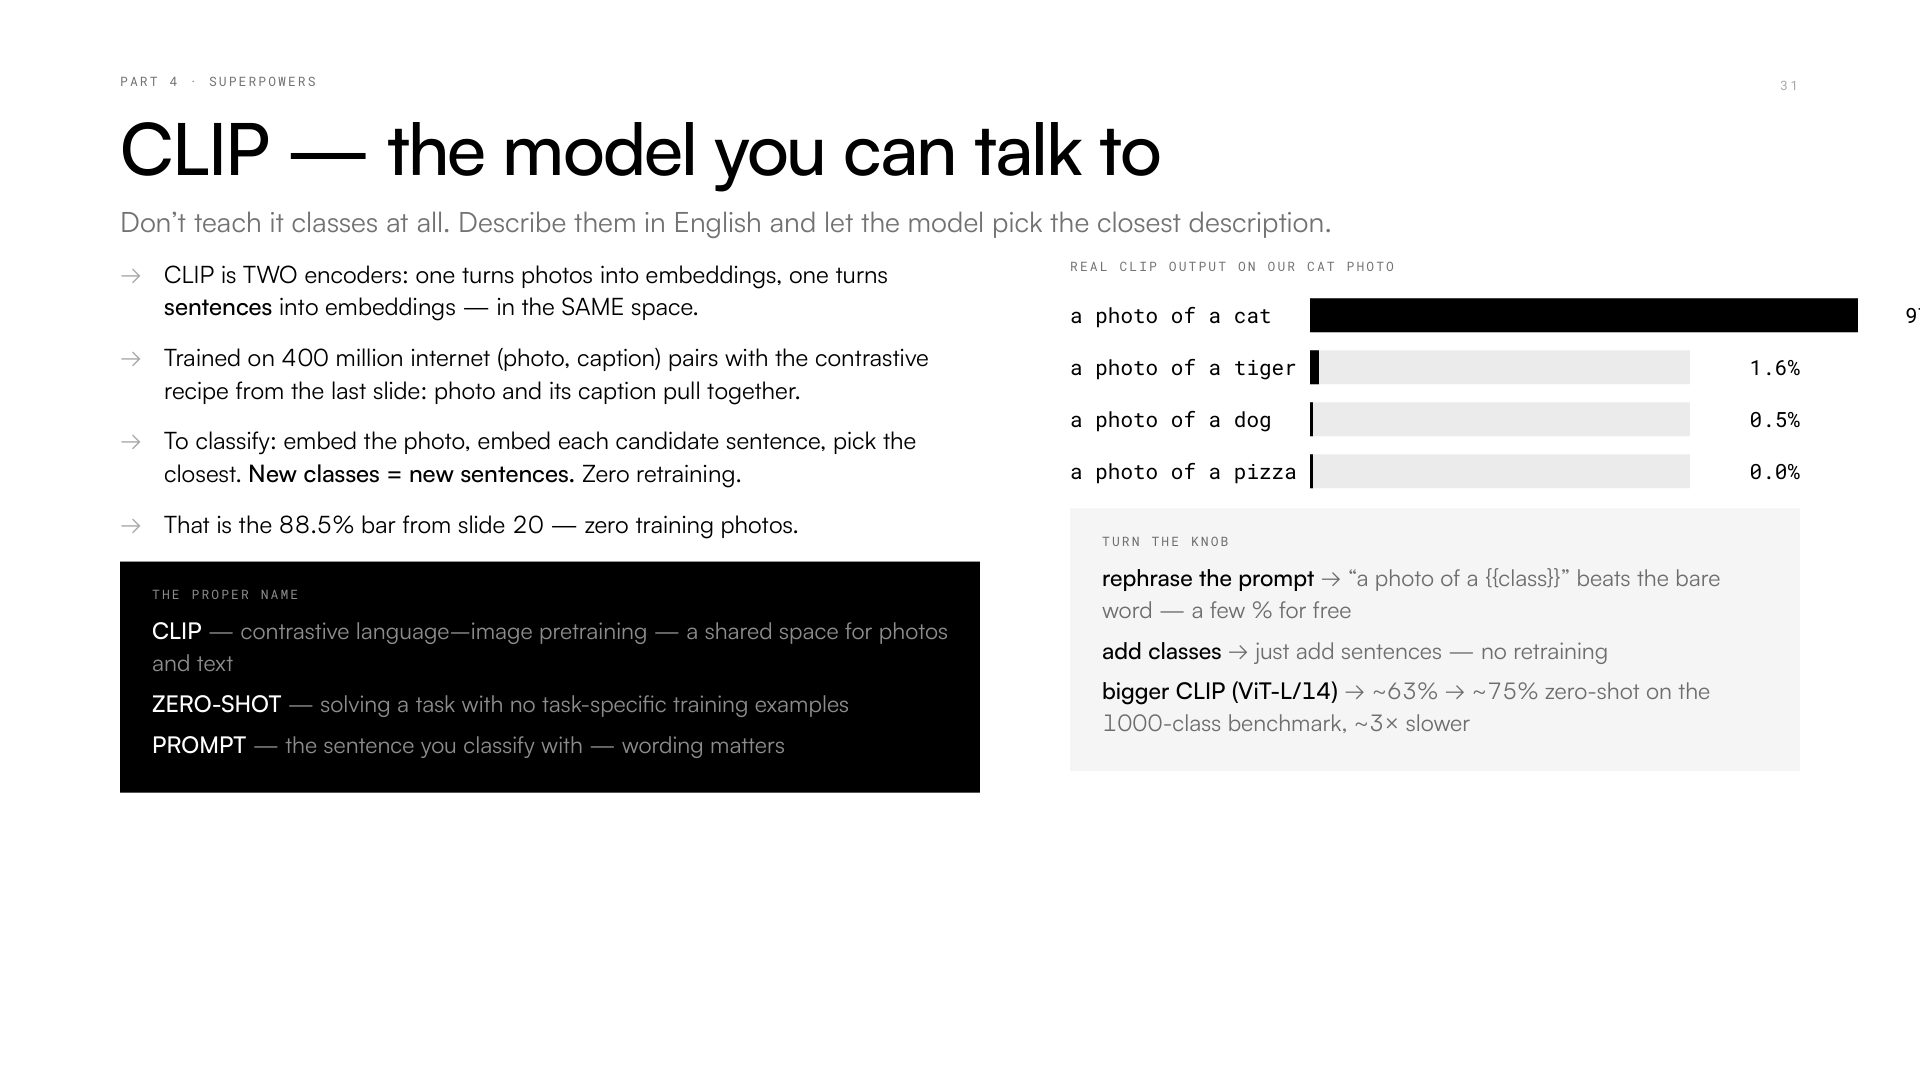 PART 4 · SUPERPOWERS
31
CLIP — the model you can talk to
Don’t teach it classes at all. Describe them in English and let the model pick the closest description.
→ CLIP is TWO encoders: one turns photos into embeddings, one turns
sentences into embeddings — in the SAME space.
→ Trained on 400 million internet (photo, caption) pairs with the contrastive
recipe from the last slide: photo and its caption pull together.
→ To classify: embed the photo, embed each candidate sentence, pick the
closest. New classes = new sentences. Zero retraining.
→ That is the 88.5% bar from slide 20 — zero training photos.
THE PROPER NAME
CLIP — contrastive language–image pretraining — a shared space for photos
and text
ZERO-SHOT — solving a task with no task-specific training examples
PROMPT — the sentence you classify with — wording matters
REAL CLIP OUTPUT ON OUR CAT PHOTO
a photo of a cat
a photo of a tiger 1.6%
a photo of a dog 0.5%
a photo of a pizza 0.0%
TURN THE KNOB
rephrase the prompt → “a photo of a {{class}}” beats the bare
word — a few % for free
add classes → just add sentences — no retraining
bigger CLIP (ViT-L/14) → ~63% → ~75% zero-shot on the
1000-class benchmark, ~3× slower